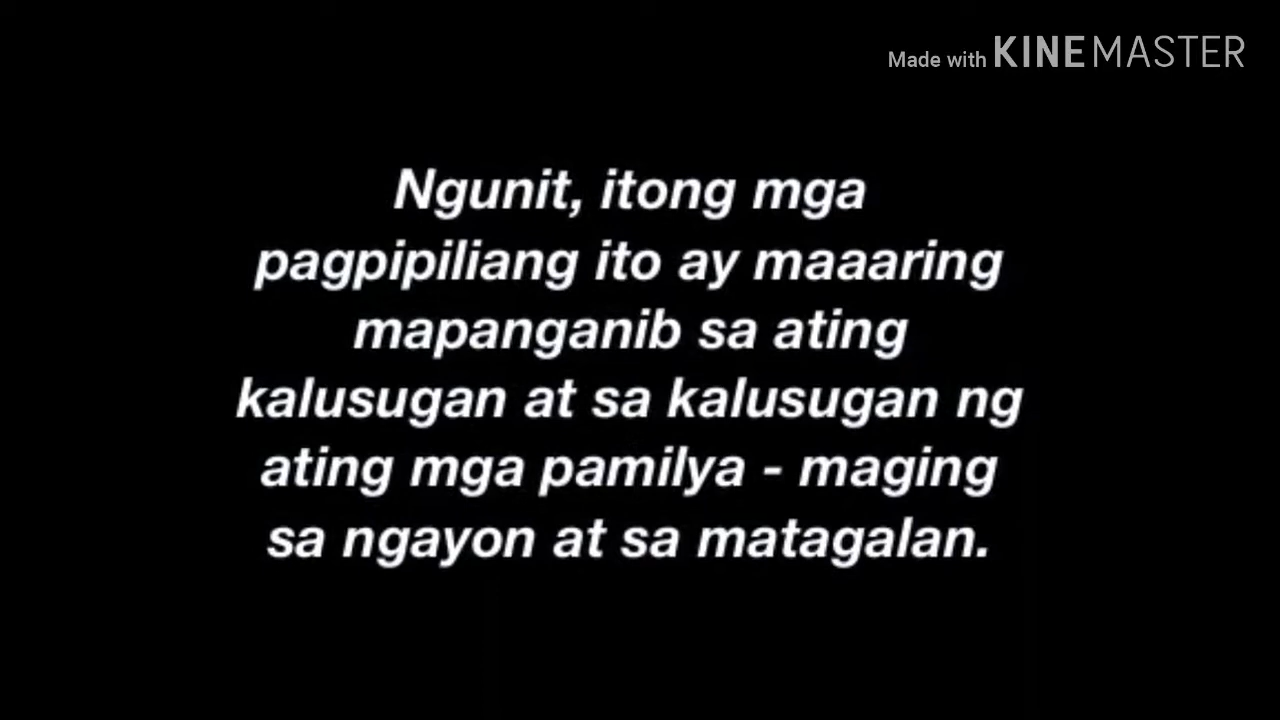 Made with KINEMASTER
Ngunit, itong mga
pagpipiliang ito ay maaaring
mapanganib sa ating
kalusugan at sa kalusugan ng
ating mga pamilya - maging
sa ngayon at sa matagalan.